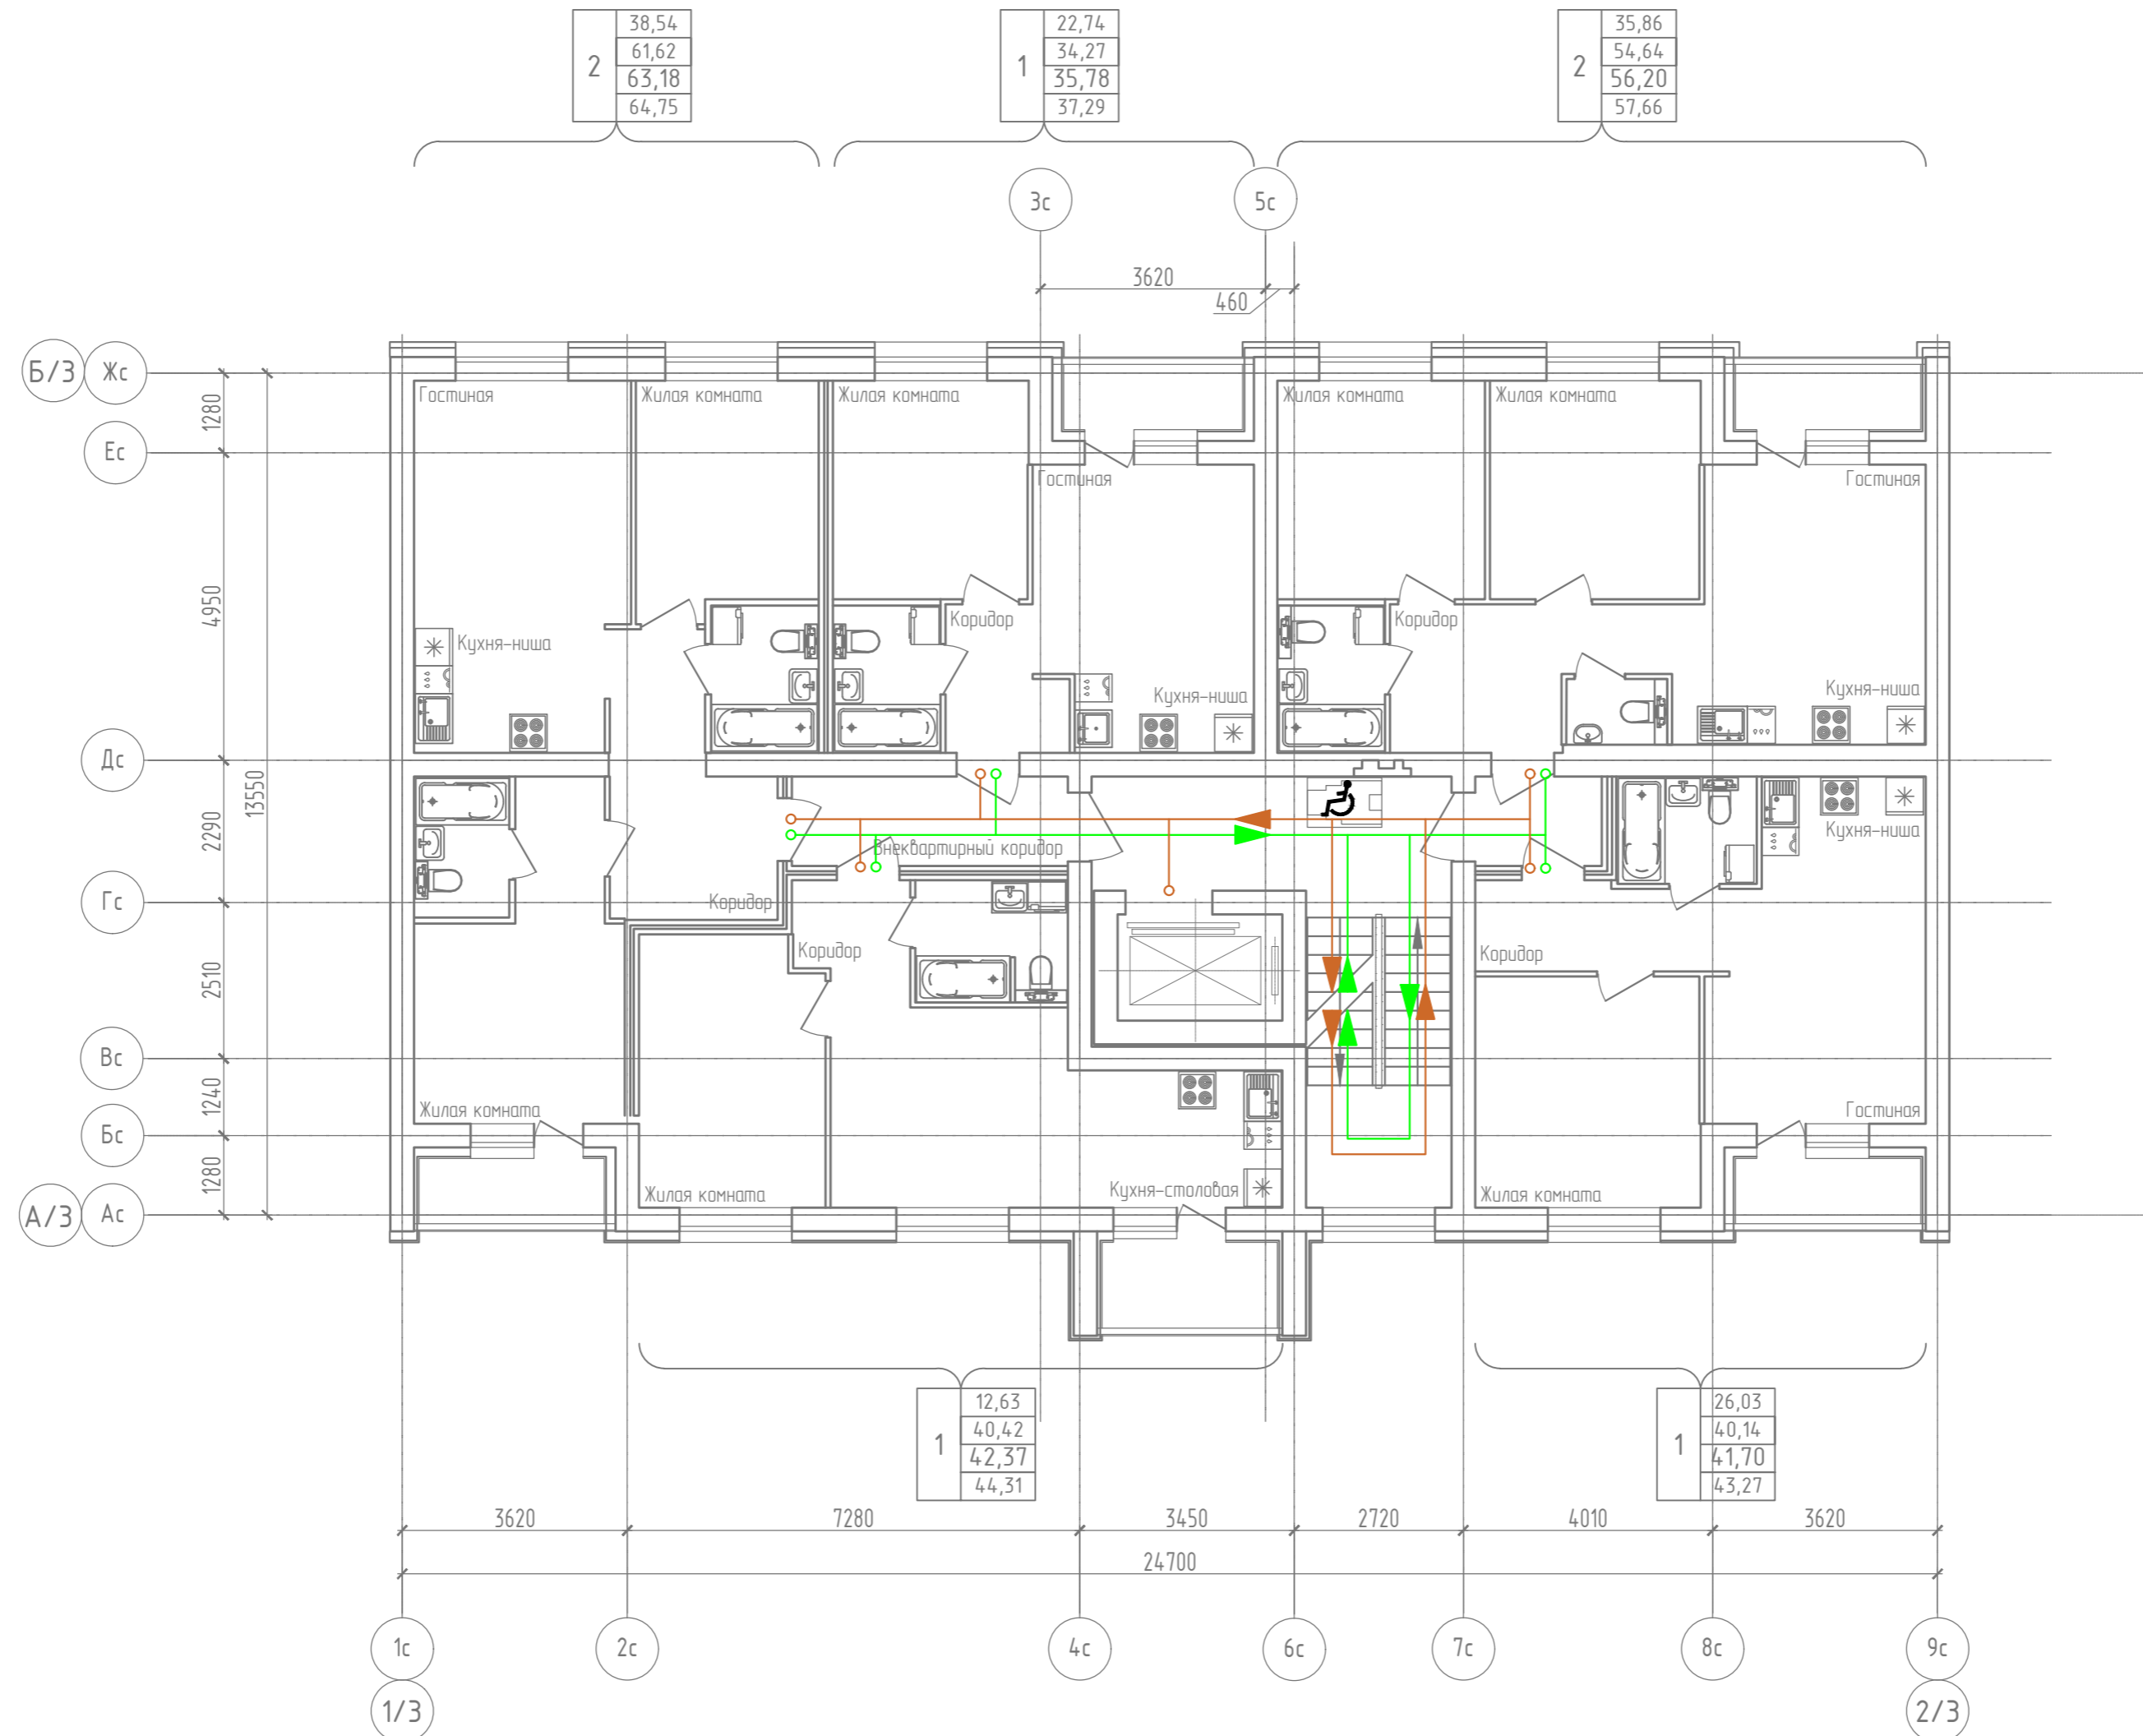 38,54
2
61,62
63,18
64,75
22,74
1
34,27
35,78
37,29
35,86
2
54,64
56,20
57,66
3с
5с
3620
460
Б/3
Жс
Гостиная
Жилая комната
Жилая комната
Жилая комната
Жилая комната
1280
Ес
Гостиная
Гостиная
4950
Коридор
Коридор
Кухня-ниша
Кухня-ниша
Кухня-ниша
Дс
13550
2290
Кухня-ниша
Внеквартирный коридор
Гс
Коридор
Коридор
Коридор
2510
Вс
1240
Жилая комната
Гостиная
Бс
1280
Жилая комната
Кухня-столовая
Жилая комната
А/3
Ас
12,63
1
40,42
42,37
44,31
26,03
1
40,14
41,70
43,27
3620
7280
3450
2720
4010
3620
24700
1с
2с
4с
6с
7с
8с
9с
1/3
2/3